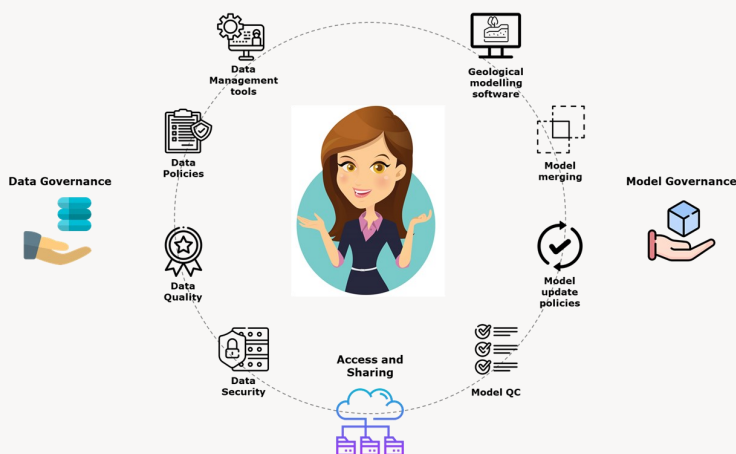 Data
Management
tools
Geological
modelling
software
Data
Policies
Model
merging
Data Governance
Model Governance
Data
Quality
Model
update
policies
Data
Security
Access and
Sharing
Model QC